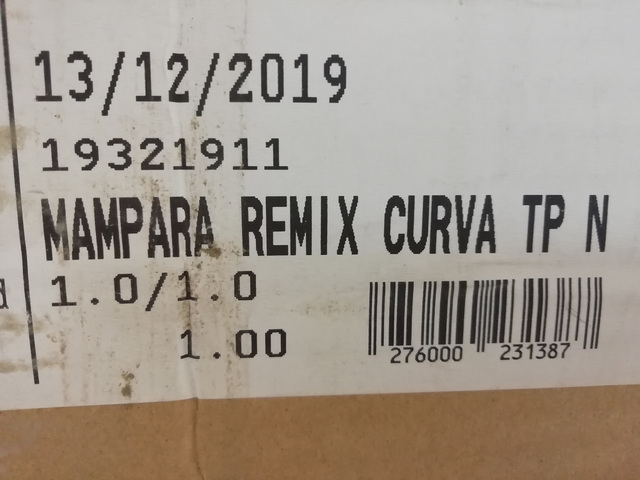 13/12/2019
19321911
MAMPARA REMIX CURVA TP N
d 1.0/1.0
1.00
276000 231387